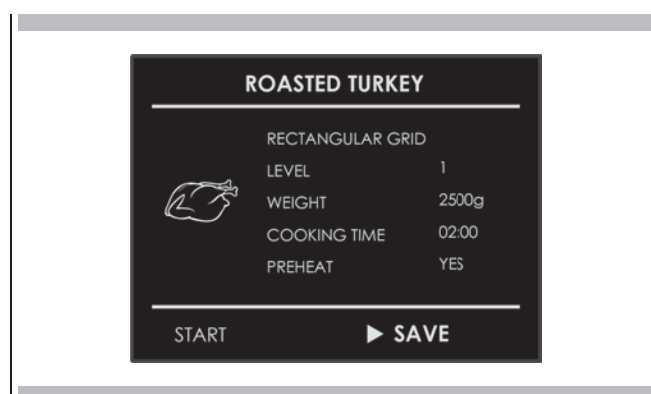 ROASTED TURKEY
RECTANGULAR GRID
LEVEL 1
WEIGHT 2500g
COOKING TIME 02:00
PREHEAT YES
START ▶ SAVE